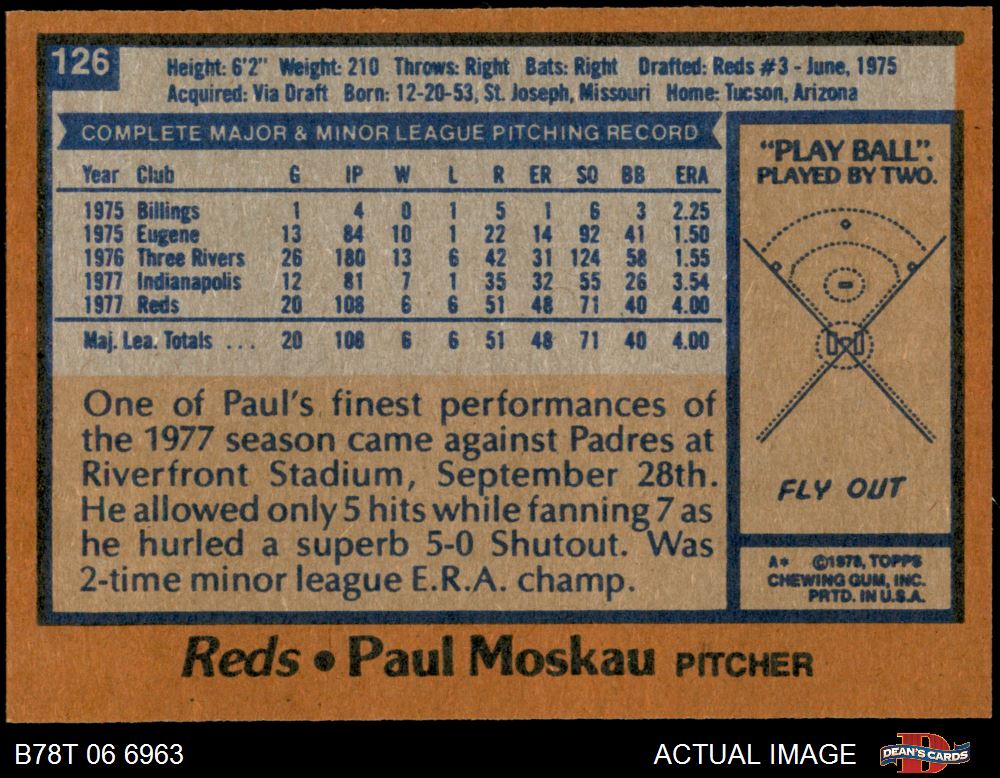 126
Height: 6'2" Weight: 210 Throws: Right Bats: Right Drafted: Reds #3 - June, 1975
Acquired: Via Draft Born: 12-20-53, St. Joseph, Missouri Home: Tucson, Arizona
COMPLETE MAJOR & MINOR LEAGUE PITCHING RECORD
Year Club G IP W L R ER SO BB ERA
1975 Billings 1 4 0 1 5 1 6 3 2.25
1975 Eugene 13 84 10 1 22 14 92 41 1.50
1976 Three Rivers 26 180 13 6 42 31 124 58 1.55
1977 Indianapolis 12 81 7 1 35 32 55 26 3.54
1977 Reds 20 108 6 6 51 48 71 40 4.00
Maj. Lea. Totals ... 20 108 6 6 51 48 71 40 4.00
One of Paul's finest performances of
the 1977 season came against Padres at
Riverfront Stadium, September 28th.
He allowed only 5 hits while fanning 7 as
he hurled a superb 5-0 Shutout. Was
2-time minor league E.R.A. champ.
"PLAY BALL".
PLAYED BY TWO.
FLY OUT
A* ©1978, TOPPS
CHEWING GUM, INC.
PRTD. IN U.S.A.
Reds • Paul Moskau PITCHER
B78T 06 6963 ACTUAL IMAGE DEAN'S CARDS